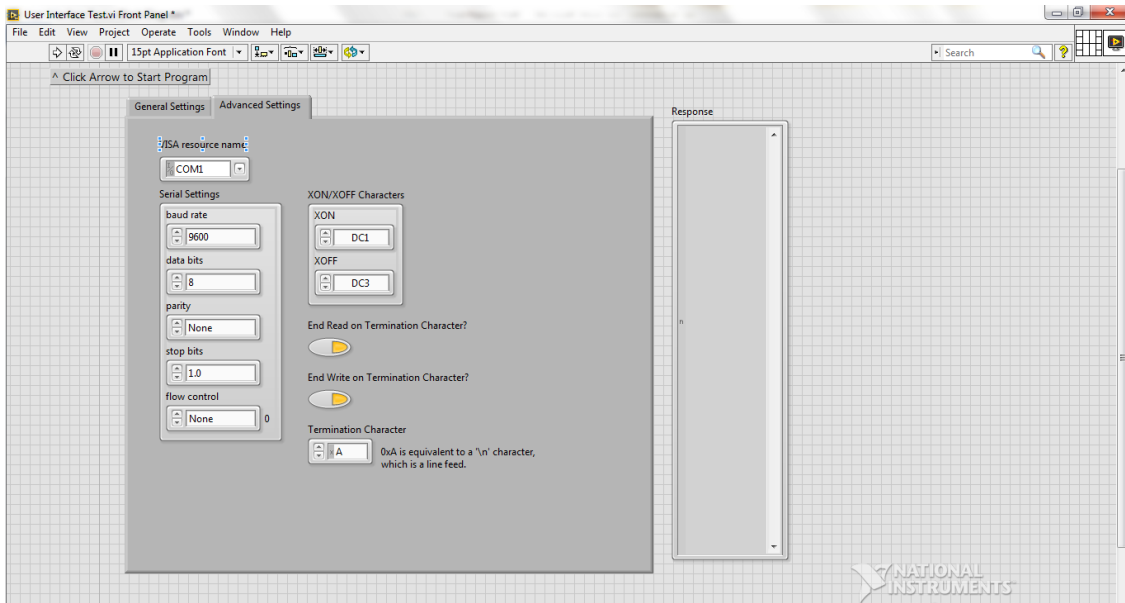 User Interface Test.vi Front Panel *
File Edit View Project Operate Tools Window Help
15pt Application Font
Search
^ Click Arrow to Start Program
General Settings Advanced Settings
Response
VISA resource name
COM1
Serial Settings
XON/XOFF Characters
baud rate
XON
9600
DC1
data bits
XOFF
8
DC3
parity
None
End Read on Termination Character?
n
stop bits
1.0
End Write on Termination Character?
flow control
None 0
Termination Character
x A
0xA is equivalent to a '\n' character,
which is a line feed.
NATIONAL
INSTRUMENTS